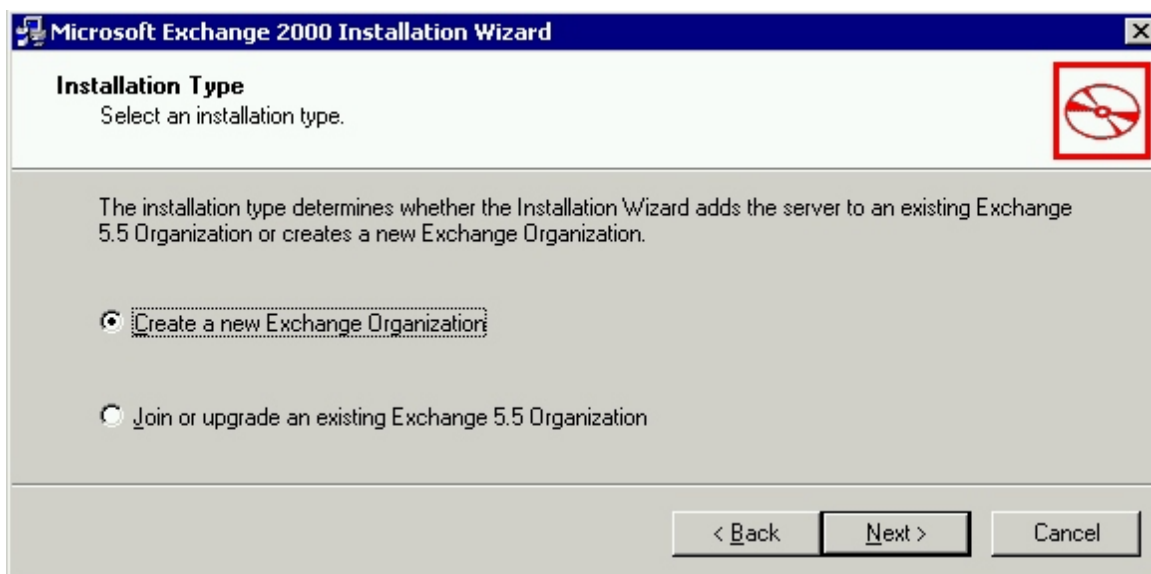 Microsoft Exchange 2000 Installation Wizard
Installation Type
Select an installation type.
The installation type determines whether the Installation Wizard adds the server to an existing Exchange
5.5 Organization or creates a new Exchange Organization.
Create a new Exchange Organization
Join or upgrade an existing Exchange 5.5 Organization
< Back
Next >
Cancel